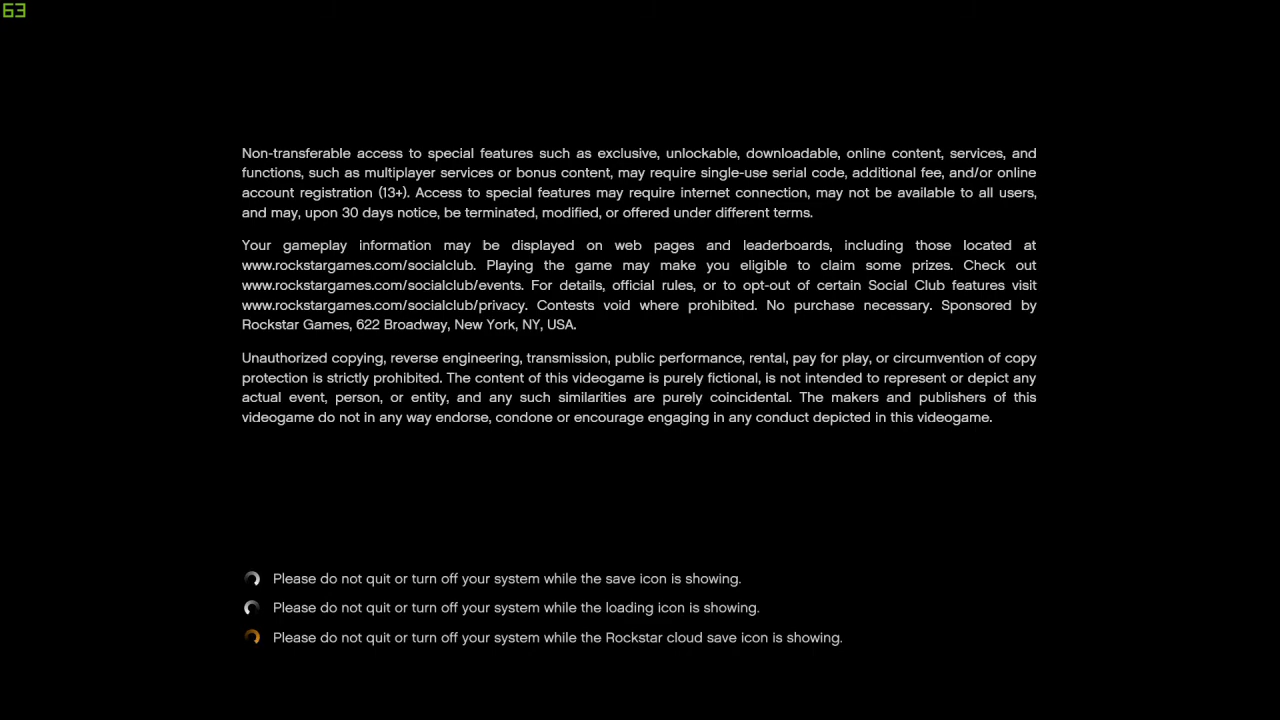 63
Non-transferable access to special features such as exclusive, unlockable, downloadable, online content, services, and
functions, such as multiplayer services or bonus content, may require single-use serial code, additional fee, and/or online
account registration (13+). Access to special features may require internet connection, may not be available to all users,
and may, upon 30 days notice, be terminated, modified, or offered under different terms.
Your gameplay information may be displayed on web pages and leaderboards, including those located at
www.rockstargames.com/socialclub. Playing the game may make you eligible to claim some prizes. Check out
www.rockstargames.com/socialclub/events. For details, official rules, or to opt-out of certain Social Club features visit
www.rockstargames.com/socialclub/privacy. Contests void where prohibited. No purchase necessary. Sponsored by
Rockstar Games, 622 Broadway, New York, NY, USA.
Unauthorized copying, reverse engineering, transmission, public performance, rental, pay for play, or circumvention of copy
protection is strictly prohibited. The content of this videogame is purely fictional, is not intended to represent or depict any
actual event, person, or entity, and any such similarities are purely coincidental. The makers and publishers of this
videogame do not in any way endorse, condone or encourage engaging in any conduct depicted in this videogame.
Please do not quit or turn off your system while the save icon is showing.
Please do not quit or turn off your system while the loading icon is showing.
Please do not quit or turn off your system while the Rockstar cloud save icon is showing.